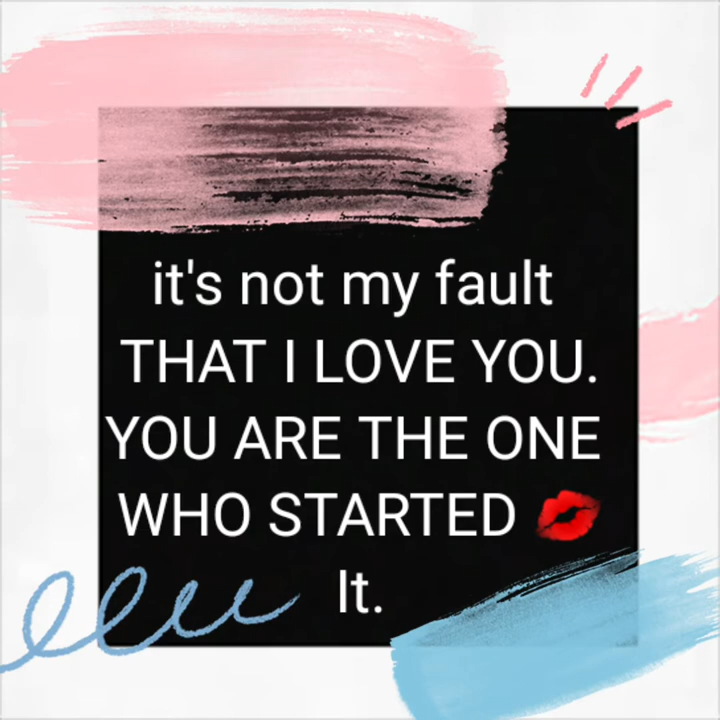 it's not my fault
THAT I LOVE YOU.
YOU ARE THE ONE
WHO STARTED 💋
It.